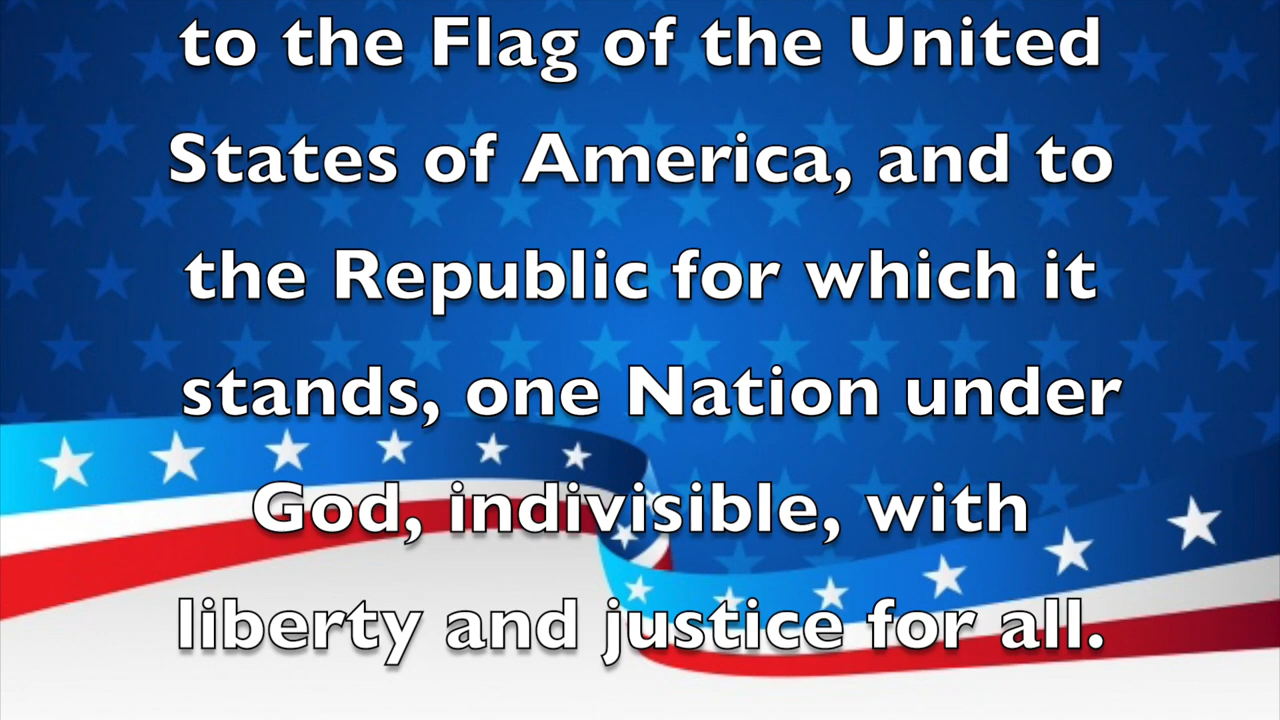 to the Flag of the United
States of America, and to
the Republic for which it
stands, one Nation under
God, indivisible, with
liberty and justice for all.